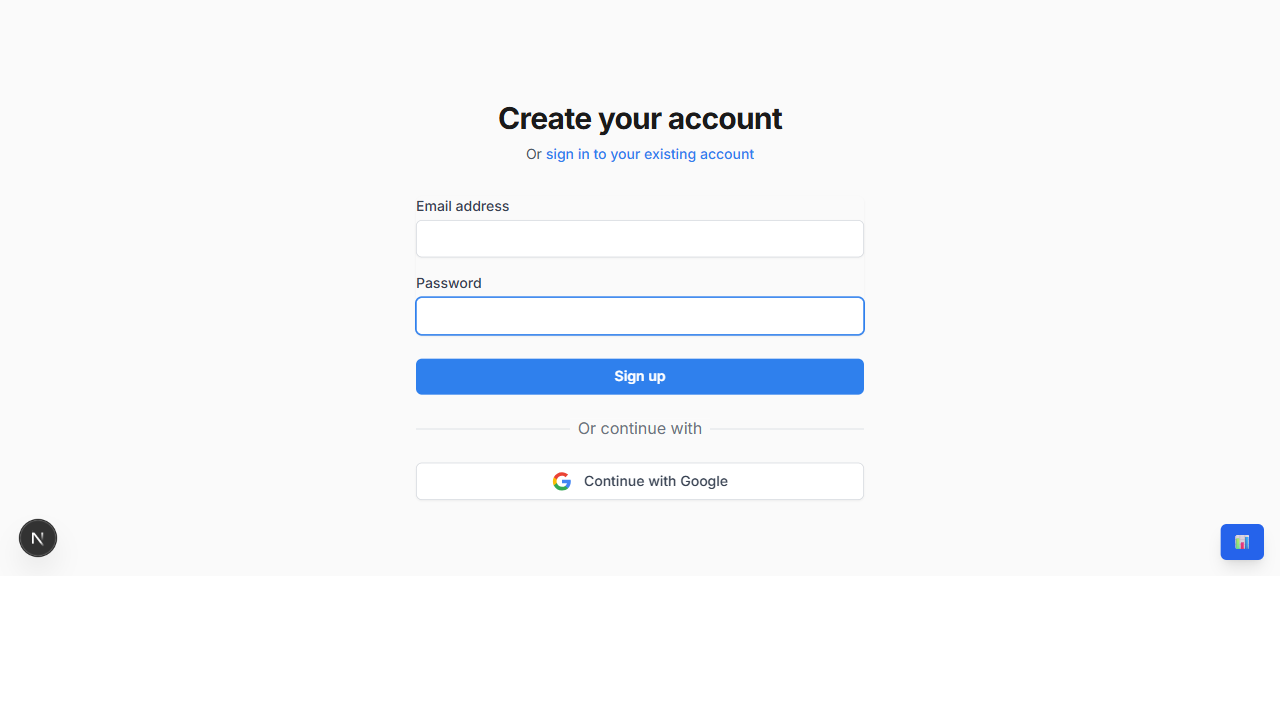 Create your account
Or sign in to your existing account
Email address
Password
Sign up
Or continue with
Continue with Google
N